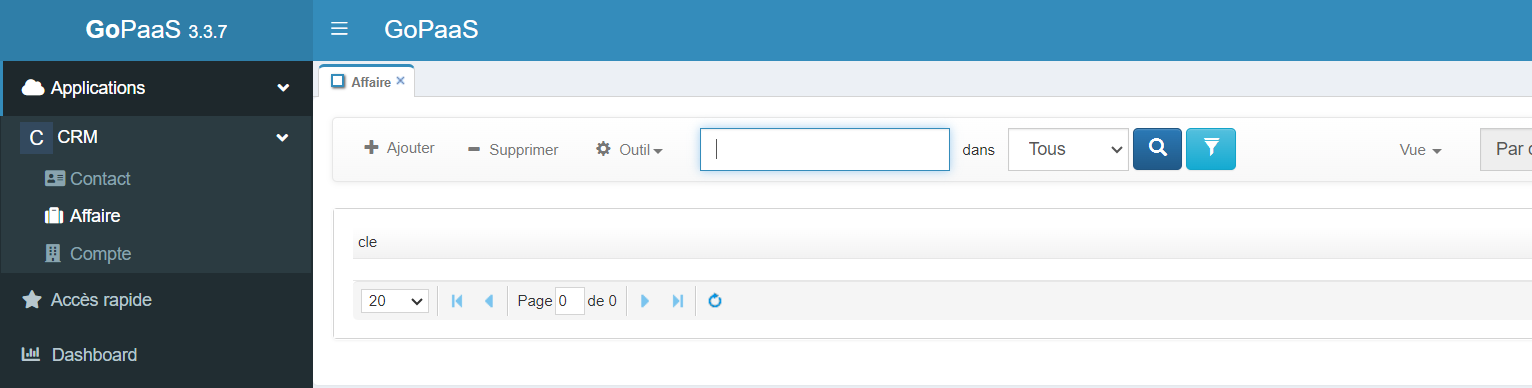 GoPaaS 3.3.7
GoPaaS
Applications
C CRM
Contact
Affaire
Compte
Accès rapide
Dashboard
Affaire ×
Ajouter Supprimer Outil dans Tous Vue Par
cle
20 Page 0 de 0